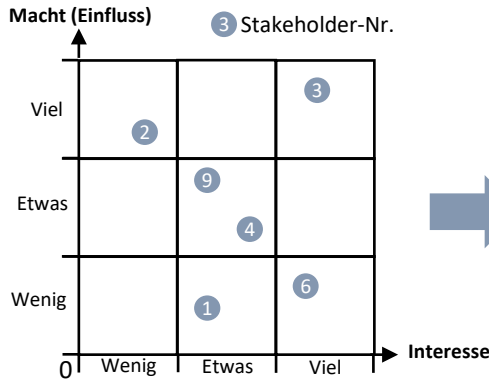 Macht (Einfluss)
3 Stakeholder-Nr.
Viel
3
2
Etwas
9
4
Wenig
6
1
0
Wenig
Etwas
Viel
Interesse